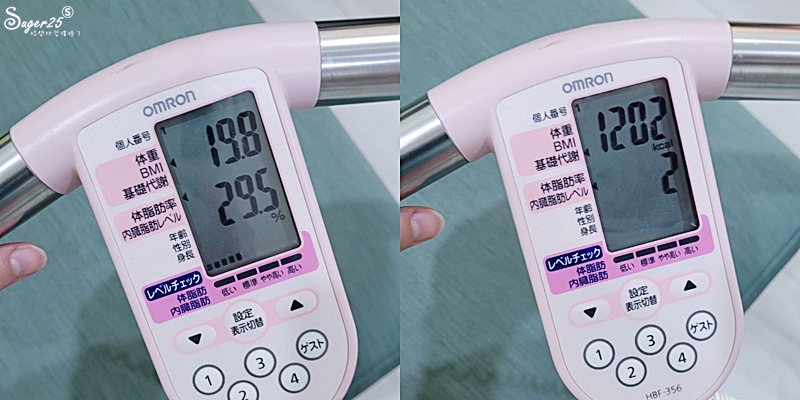 Suger25 S
OMRON
個人番号
体重
BMI
基礎代謝
体脂肪率
内臓脂肪レベル
年齢
性別
身長
レベルチェック
体脂肪
内臓脂肪
1
19.8
29.5
%
低い 標準 やや高い 高い
設定
表示切替
1 2 3 4 ゲスト
OMRON
個人番号
体重
BMI
基礎代謝
体脂肪率
内臓脂肪レベル
年齢
性別
身長
レベルチェック
体脂肪
内臓脂肪
1
1202
kcal
2
低い 標準 やや高い 高い
設定
表示切替
1 2 3 4 ゲスト
HBF-356